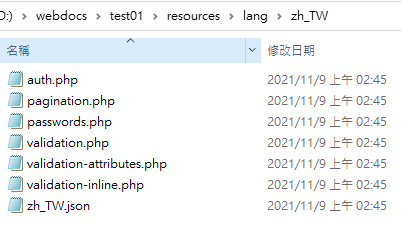 O:) > webdocs > test01 > resources > lang > zh_TW
名稱 修改日期
auth.php 2021/11/9 上午 02:45
pagination.php 2021/11/9 上午 02:45
passwords.php 2021/11/9 上午 02:45
validation.php 2021/11/9 上午 02:45
validation-attributes.php 2021/11/9 上午 02:45
validation-inline.php 2021/11/9 上午 02:45
zh_TW.json 2021/11/9 上午 02:45